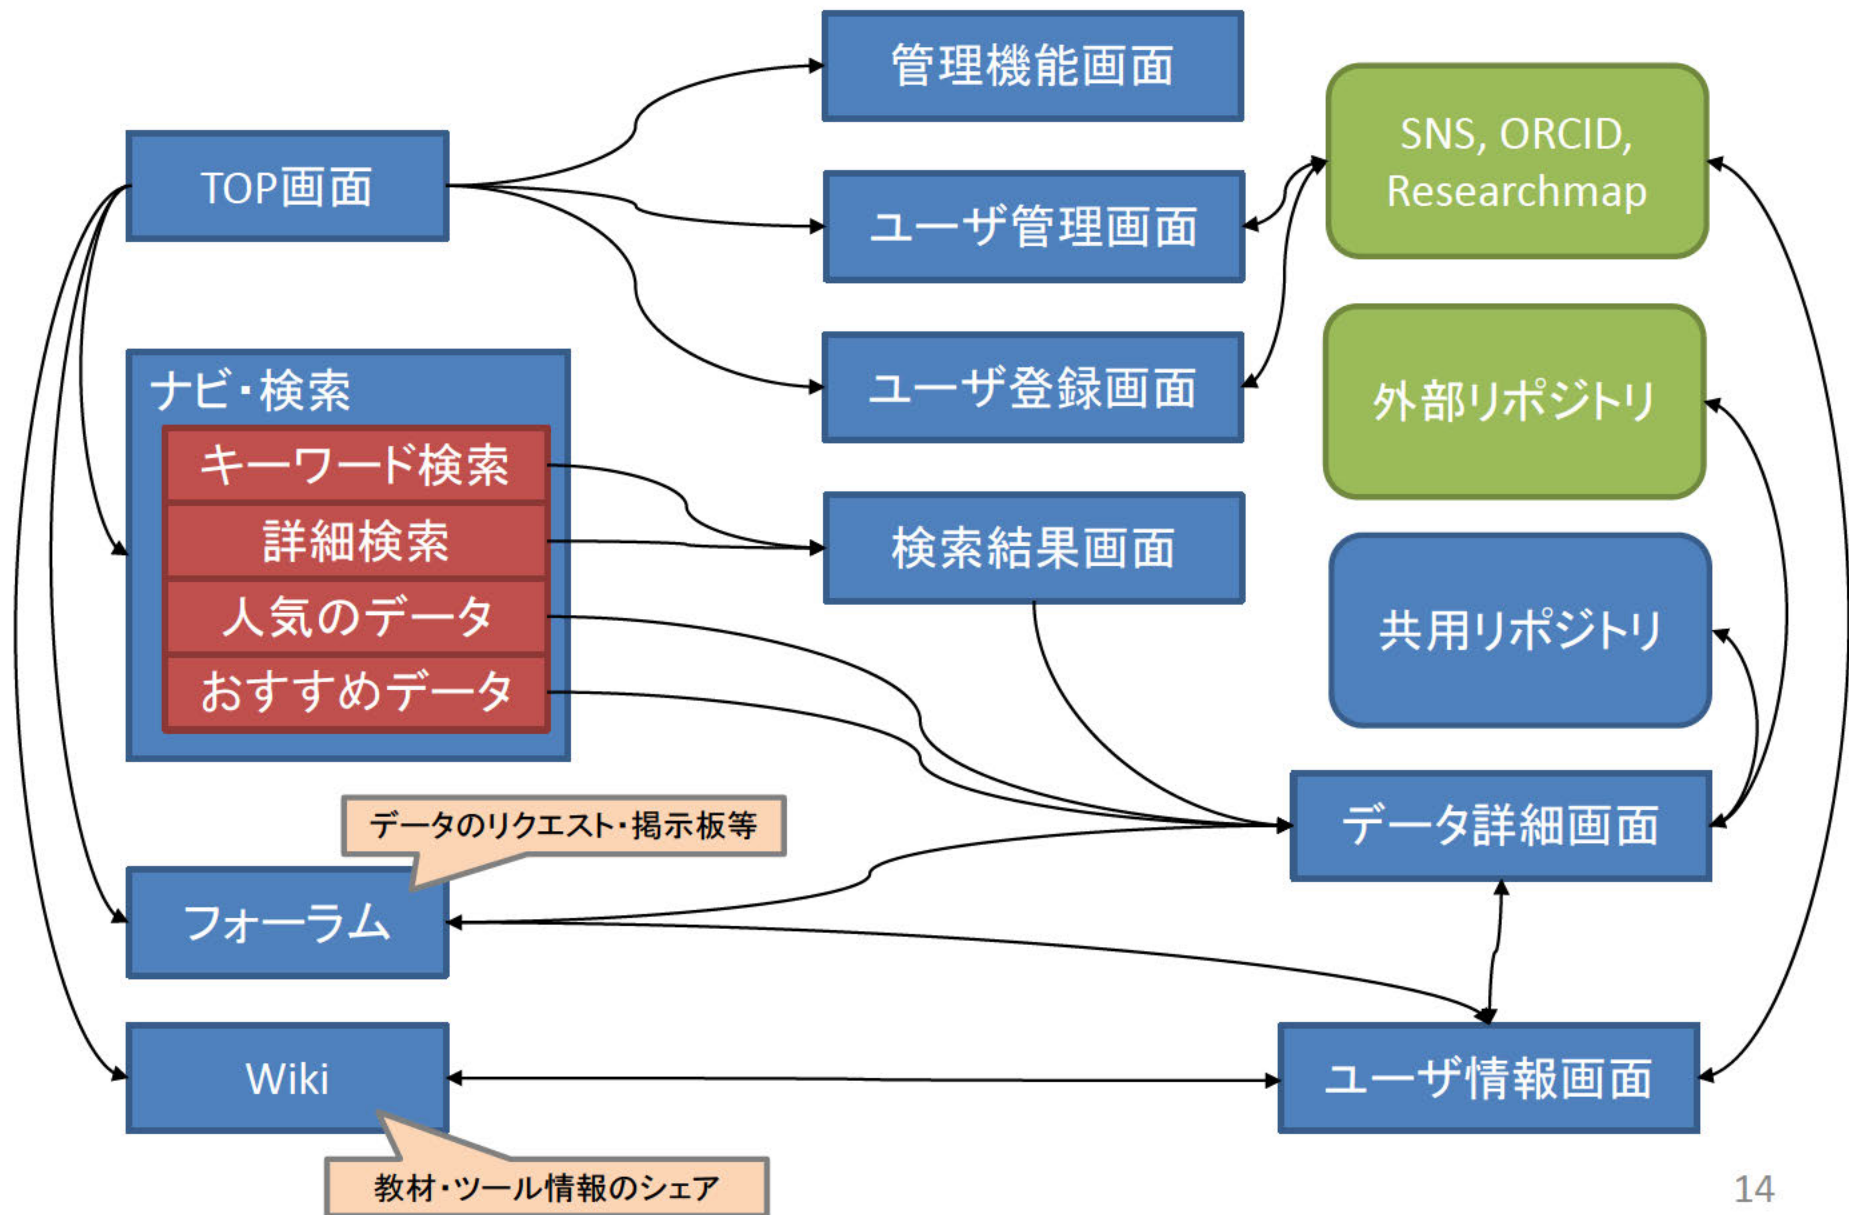 管理機能画面
SNS, ORCID,
Researchmap
TOP画面
ユーザ管理画面
ユーザ登録画面
外部リポジトリ
ナビ・検索
キーワード検索
詳細検索
人気のデータ
おすすめデータ
検索結果画面
共用リポジトリ
データのリクエスト・掲示板等
データ詳細画面
フォーラム
Wiki
ユーザ情報画面
教材・ツール情報のシェア
14